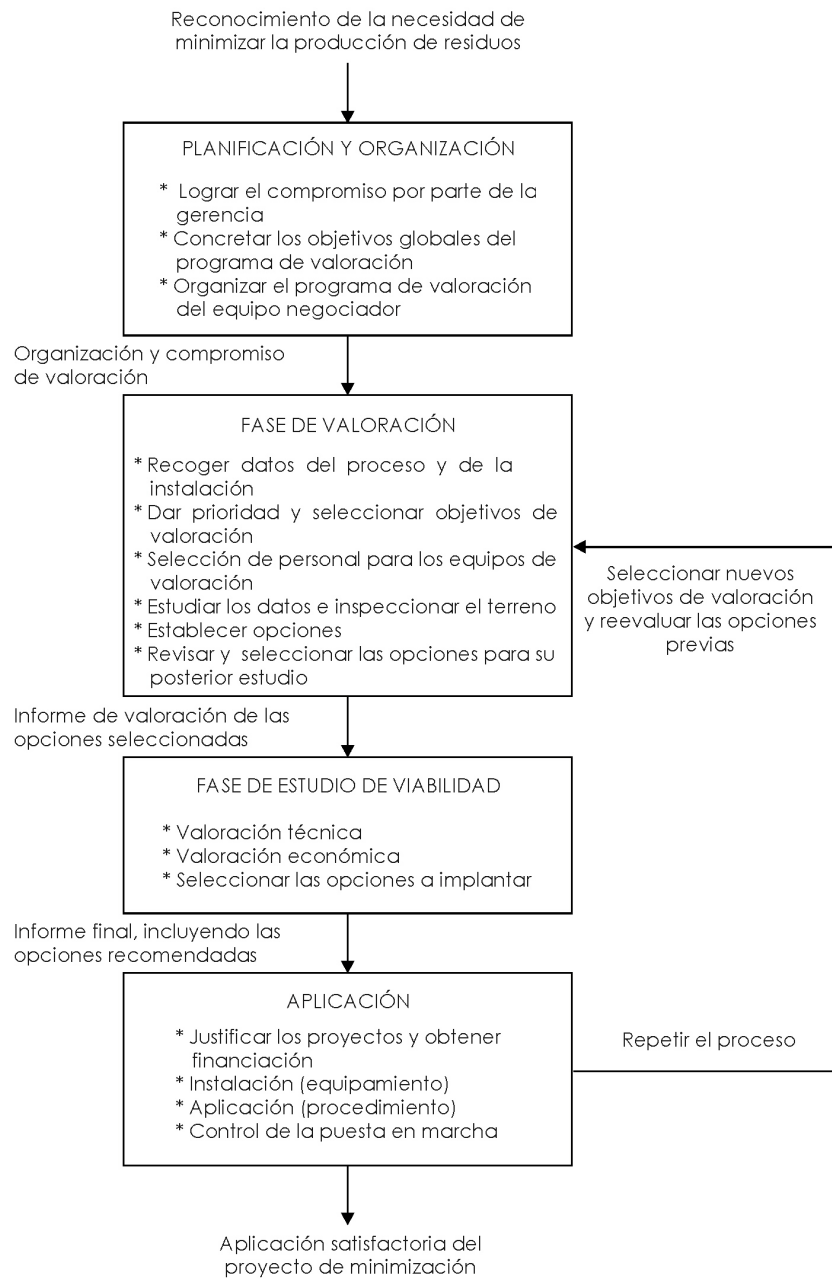 Reconocimiento de la necesidad de
minimizar la producción de residuos
PLANIFICACIÓN Y ORGANIZACIÓN
* Lograr el compromiso por parte de la
gerencia
* Concretar los objetivos globales del
programa de valoración
* Organizar el programa de valoración
del equipo negociador
Organización y compromiso
de valoración
FASE DE VALORACIÓN
* Recoger datos del proceso y de la
instalación
* Dar prioridad y seleccionar objetivos de
valoración
* Selección de personal para los equipos de
valoración
* Estudiar los datos e inspeccionar el terreno
* Establecer opciones
* Revisar y seleccionar las opciones para su
posterior estudio
Seleccionar nuevos
objetivos de valoración
y reevaluar las opciones
previas
Informe de valoración de las
opciones seleccionadas
FASE DE ESTUDIO DE VIABILIDAD
* Valoración técnica
* Valoración económica
* Seleccionar las opciones a implantar
Informe final, incluyendo las
opciones recomendadas
APLICACIÓN
* Justificar los proyectos y obtener
financiación
* Instalación (equipamiento)
* Aplicación (procedimiento)
* Control de la puesta en marcha
Repetir el proceso
Aplicación satisfactoria del
proyecto de minimización